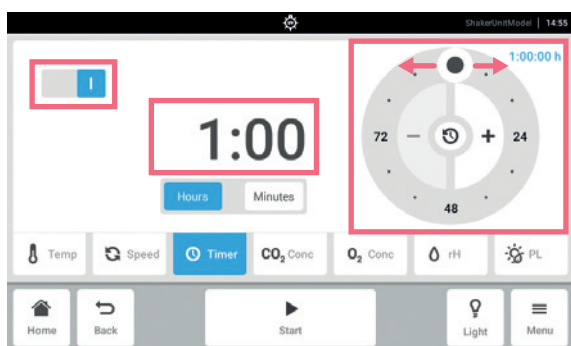 ShakerUnitModel | 14:55
1:00:00 h
1:00
72 − + 24
48
Hours Minutes
Temp Speed Timer CO₂ Conc O₂ Conc rH PL
Home Back Start Light Menu